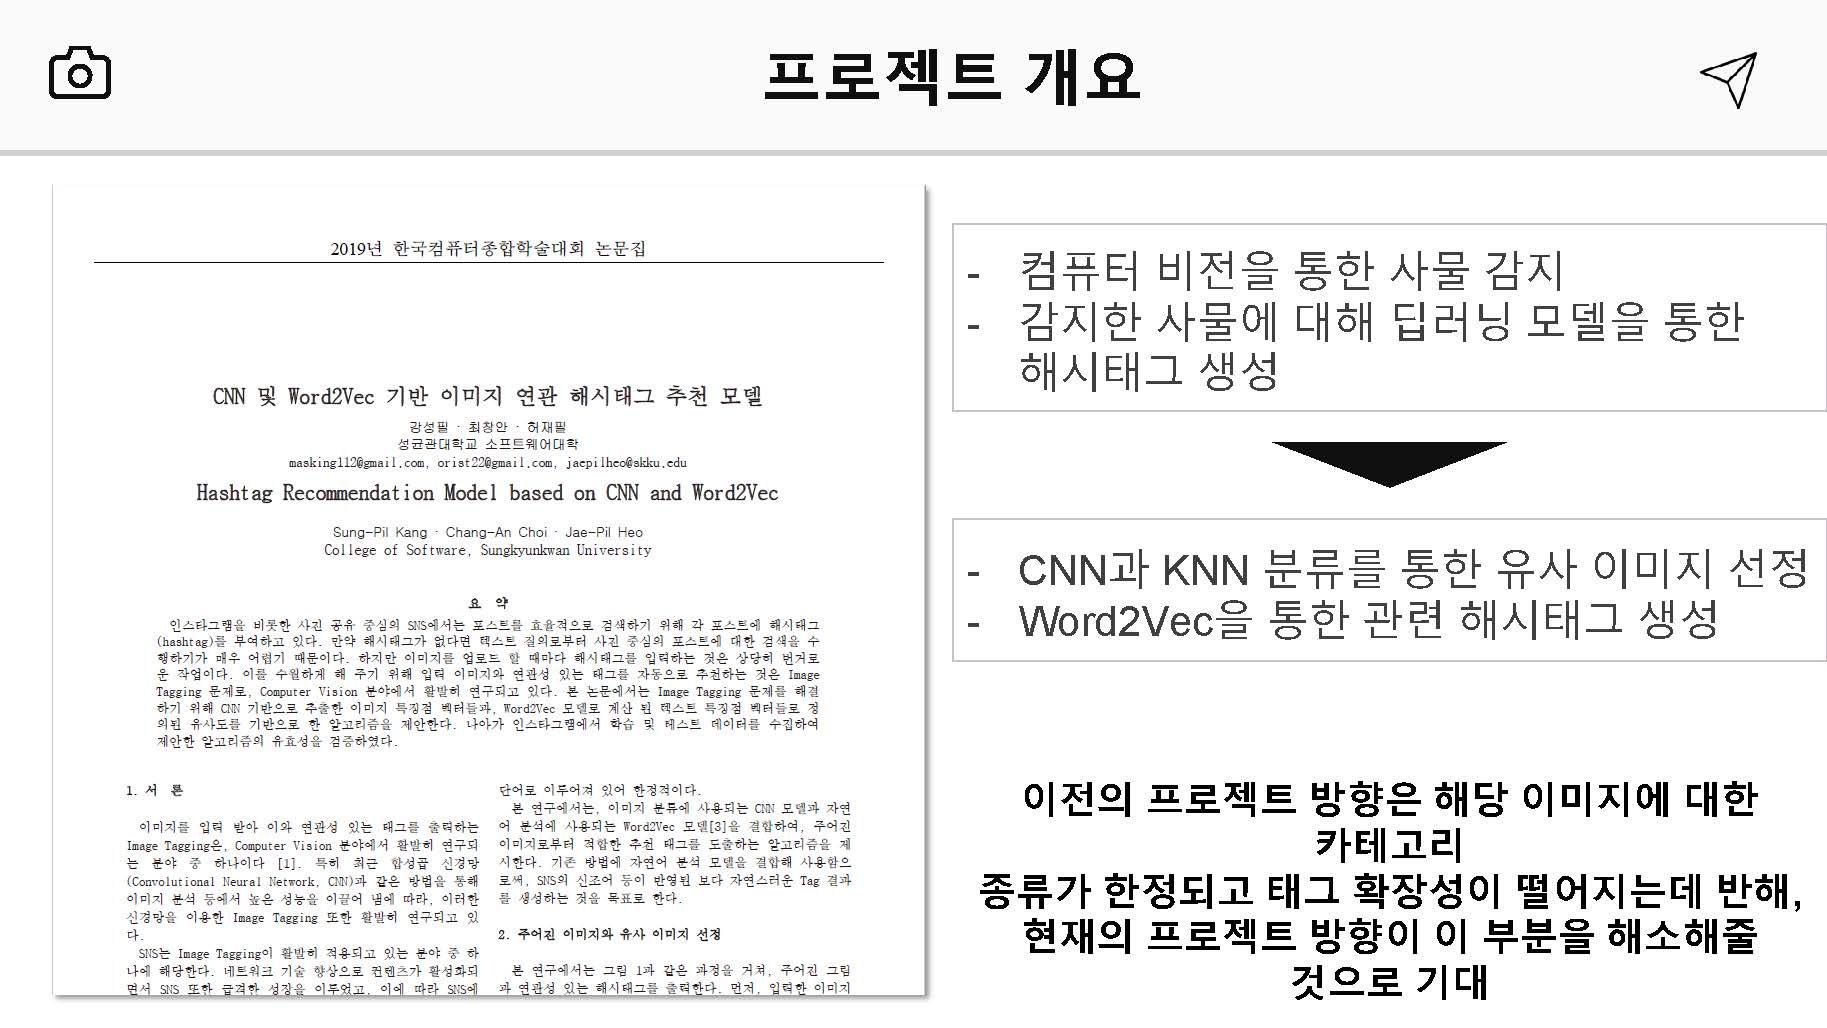 프로젝트 개요
2019년 한국컴퓨터종합학술대회 논문집
CNN 및 Word2Vec 기반 이미지 연관 해시태그 추천 모델
강성필 · 최창안 · 허재필
성균관대학교 소프트웨어대학
masking112@gmail.com, orist22@gmail.com, jaepilheo@skku.edu
Hashtag Recommendation Model based on CNN and Word2Vec
Sung-Pil Kang · Chang-An Choi · Jae-Pil Heo
College of Software, Sungkyunkwan University
요 약
인스타그램을 비롯한 사진 공유 중심의 SNS에서는 포스트를 효율적으로 검색하기 위해 각 포스트에 해시태그
(hashtag)를 부여하고 있다. 만약 해시태그가 없다면 텍스트 질의로부터 사진 중심의 포스트에 대한 검색을 수
행하기가 매우 어렵기 때문이다. 하지만 이미지를 업로드 할 때마다 해시태그를 입력하는 것은 상당히 번거로
운 작업이다. 이를 수월하게 해 주기 위해 입력 이미지와 연관성 있는 태그를 자동으로 추천하는 것은 Image
Tagging 문제로, Computer Vision 분야에서 활발히 연구되고 있다. 본 논문에서는 Image Tagging 문제를 해결
하기 위해 CNN 기반으로 추출한 이미지 특징점 벡터들과, Word2Vec 모델로 계산 된 텍스트 특징점 벡터들로 정
의된 유사도를 기반으로 한 알고리즘을 제안한다. 나아가 인스타그램에서 학습 및 테스트 데이터를 수집하여
제안한 알고리즘의 유효성을 검증하였다.
1. 서 론
이미지를 입력 받아 이와 연관성 있는 태그를 출력하는
Image Tagging은, Computer Vision 분야에서 활발히 연구되
는 분야 중 하나이다 [1]. 특히 최근 합성곱 신경망
(Convolutional Neural Network, CNN)과 같은 방법을 통해
이미지 분석 등에서 높은 성능을 이끌어 냄에 따라, 이러한
신경망을 이용한 Image Tagging 또한 활발히 연구되고 있
다.
SNS는 Image Tagging이 활발히 적용되고 있는 분야 중 하
나에 해당한다. 네트워크 기술 향상으로 컨텐츠가 활성화되
면서 SNS 또한 급격한 성장을 이루었고, 이에 따라 SNS에
단어로 이루어져 있어 한정적이다.
본 연구에서는, 이미지 분류에 사용되는 CNN 모델과 자연
어 분석에 사용되는 Word2Vec 모델[3]을 결합하여, 주어진
이미지로부터 적합한 추천 태그를 도출하는 알고리즘을 제
시한다. 기존 방법에 자연어 분석 모델을 결합해 사용함으
로써, SNS의 신조어 등이 반영된 보다 자연스러운 Tag 결과
를 생성하는 것을 목표로 한다.
2. 주어진 이미지와 유사 이미지 선정
본 연구에서는 그림 1과 같은 과정을 거쳐, 주어진 그림
과 연관성 있는 해시태그를 출력한다. 먼저, 입력한 이미지
- 컴퓨터 비전을 통한 사물 감지
- 감지한 사물에 대해 딥러닝 모델을 통한
해시태그 생성
- CNN과 KNN 분류를 통한 유사 이미지 선정
- Word2Vec을 통한 관련 해시태그 생성
이전의 프로젝트 방향은 해당 이미지에 대한
카테고리
종류가 한정되고 태그 확장성이 떨어지는데 반해,
현재의 프로젝트 방향이 이 부분을 해소해줄
것으로 기대